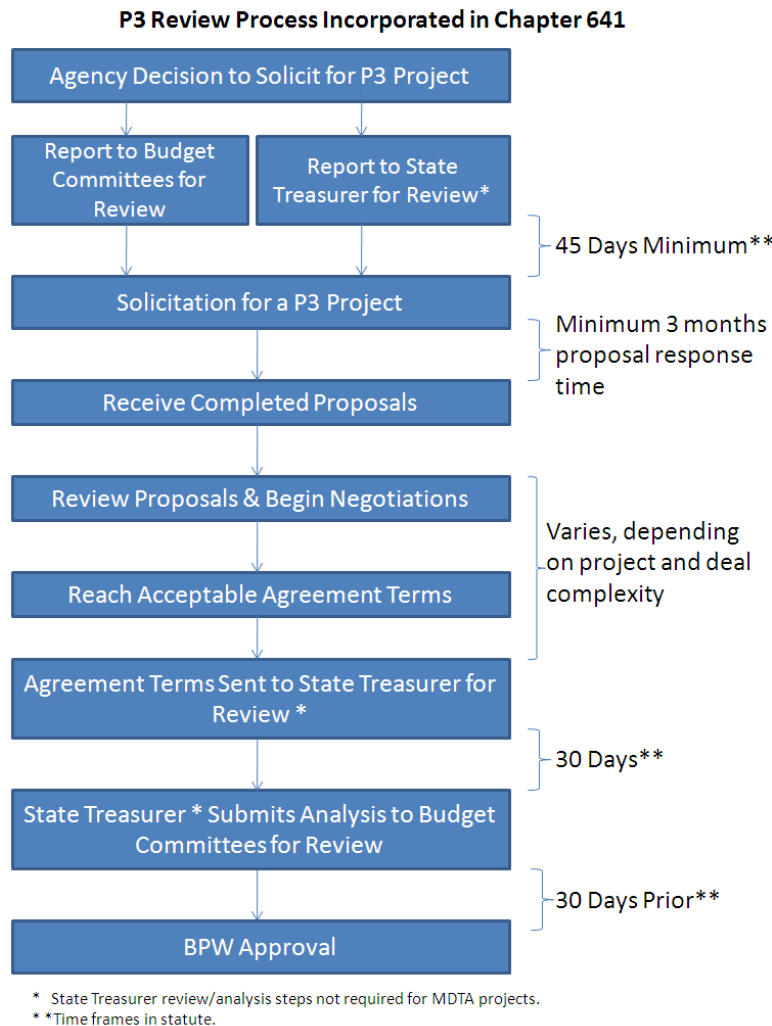 P3 Review Process Incorporated in Chapter 641
Agency Decision to Solicit for P3 Project
Report to Budget
Committees for
Review
Report to State
Treasurer for Review*
45 Days Minimum**
Solicitation for a P3 Project
Minimum 3 months
proposal response
time
Receive Completed Proposals
Review Proposals & Begin Negotiations
Varies, depending
on project and deal
complexity
Reach Acceptable Agreement Terms
Agreement Terms Sent to State Treasurer for
Review *
30 Days**
State Treasurer * Submits Analysis to Budget
Committees for Review
30 Days Prior**
BPW Approval
* State Treasurer review/analysis steps not required for MDTA projects.
* *Time frames in statute.